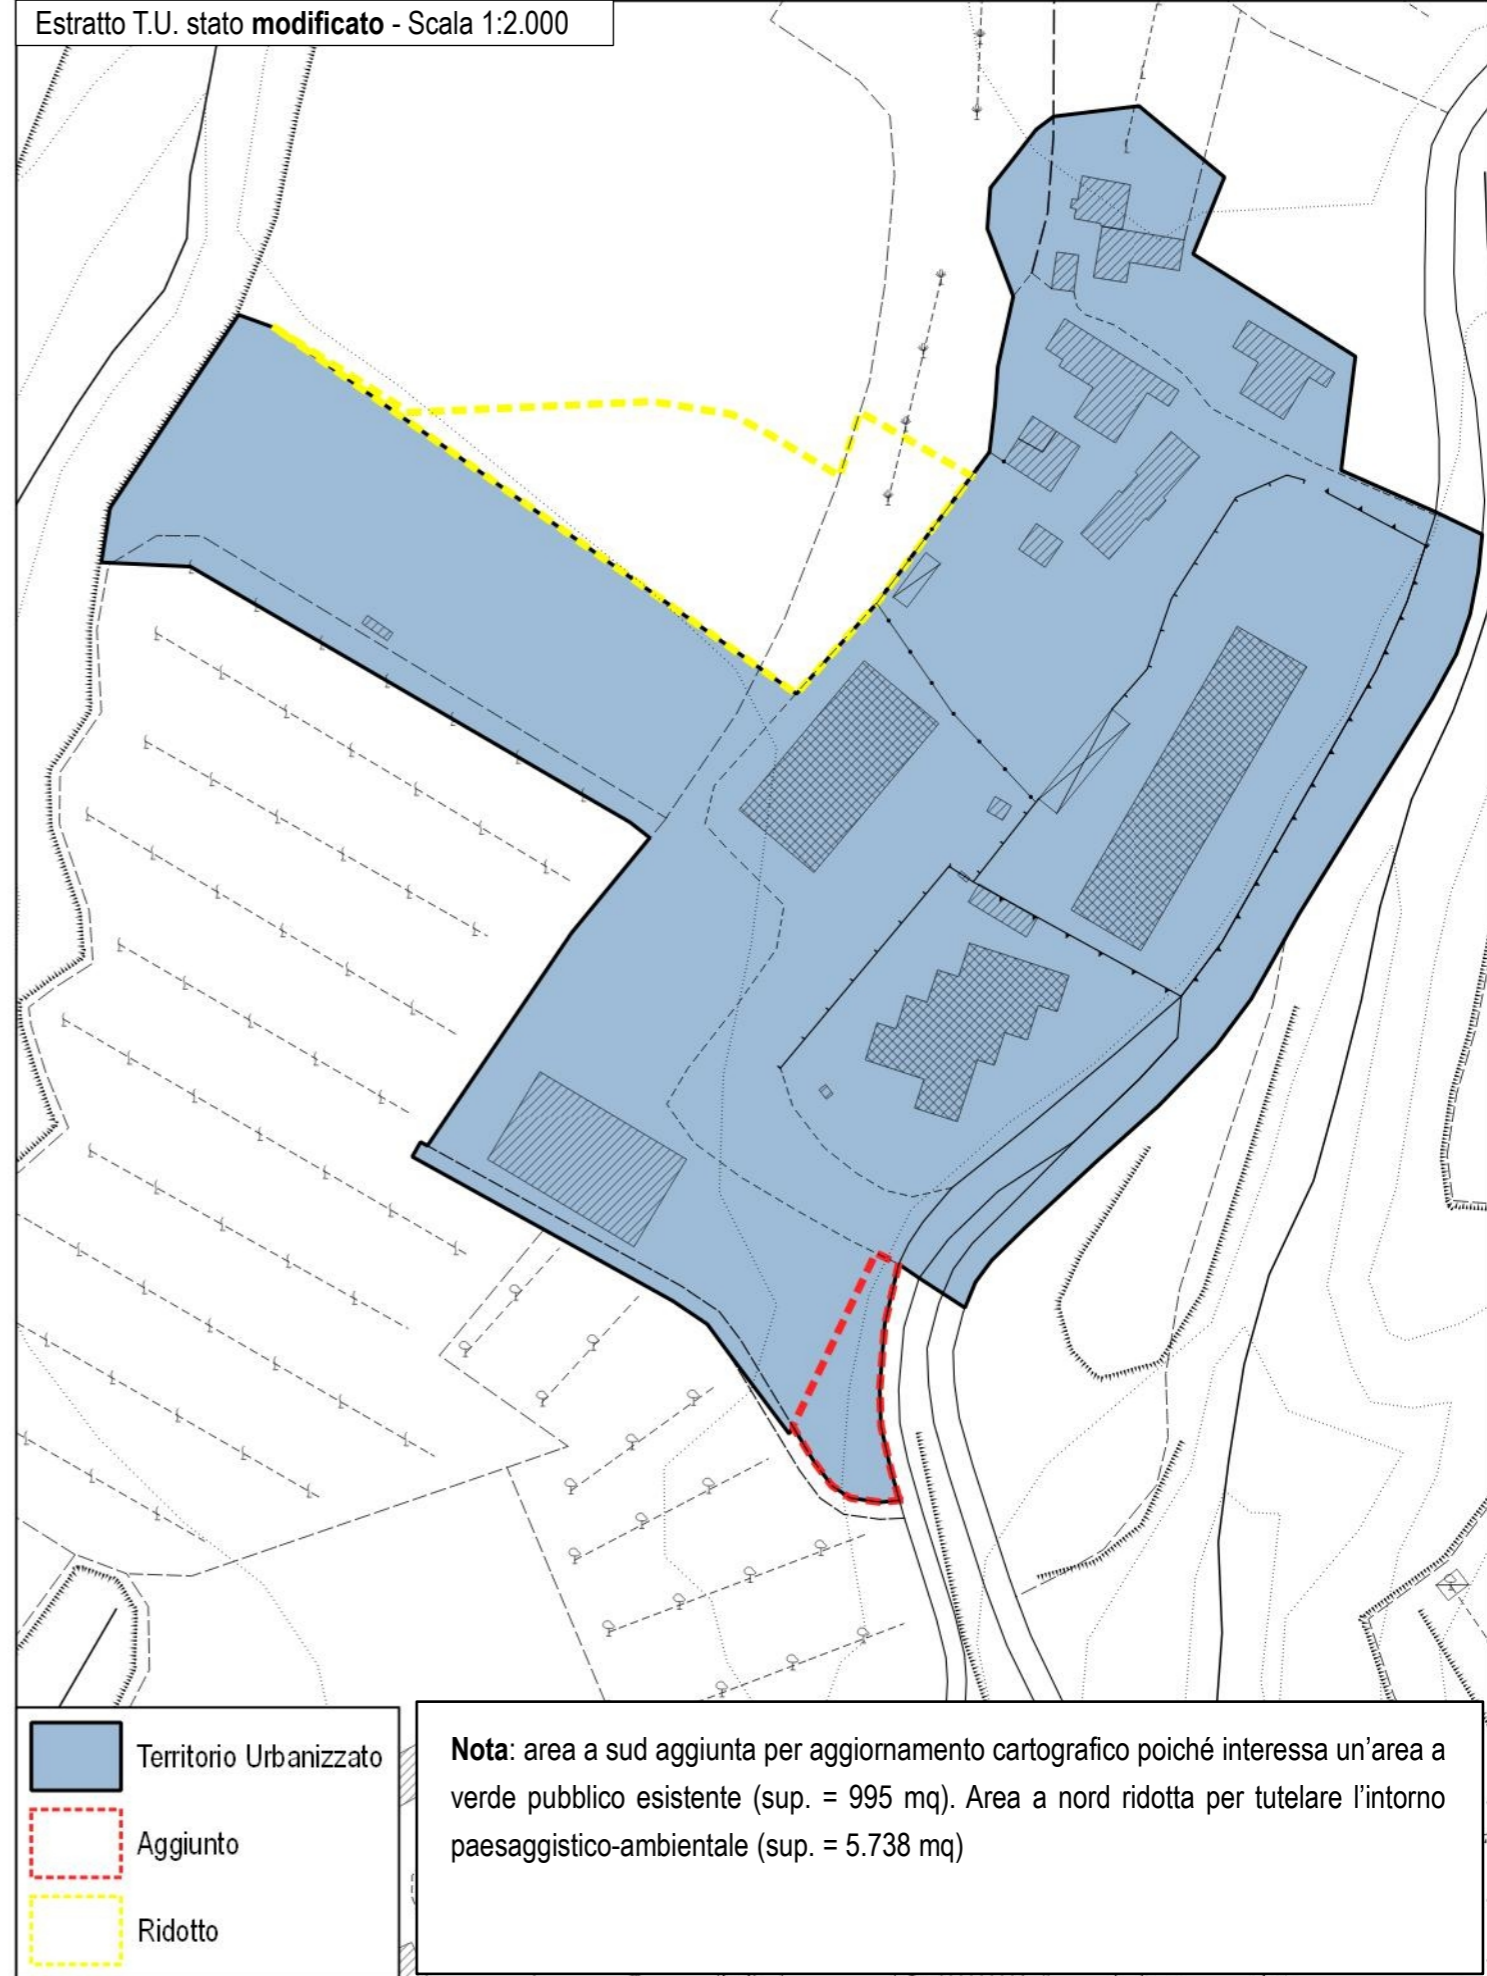 Estratto T.U. stato modificato - Scala 1:2.000
Territorio Urbanizzato
Aggiunto
Ridotto
Nota: area a sud aggiunta per aggiornamento cartografico poiché interessa un’area a
verde pubblico esistente (sup. = 995 mq). Area a nord ridotta per tutelare l’intorno
paesaggistico-ambientale (sup. = 5.738 mq)